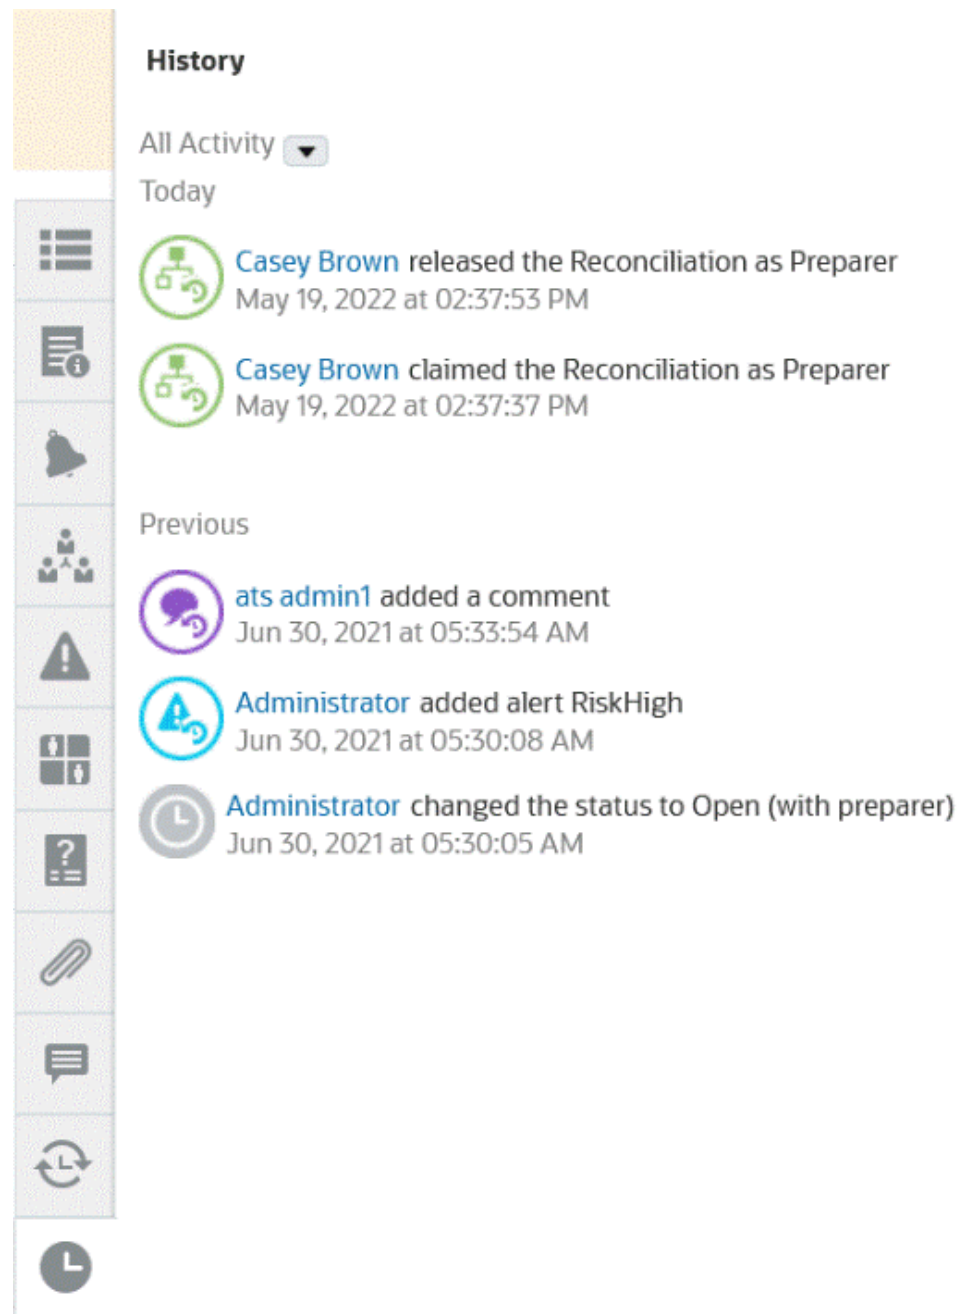 History
All Activity
Today
Casey Brown released the Reconciliation as Preparer
May 19, 2022 at 02:37:53 PM
Casey Brown claimed the Reconciliation as Preparer
May 19, 2022 at 02:37:37 PM
Previous
ats admin1 added a comment
Jun 30, 2021 at 05:33:54 AM
Administrator added alert RiskHigh
Jun 30, 2021 at 05:30:08 AM
Administrator changed the status to Open (with preparer)
Jun 30, 2021 at 05:30:05 AM